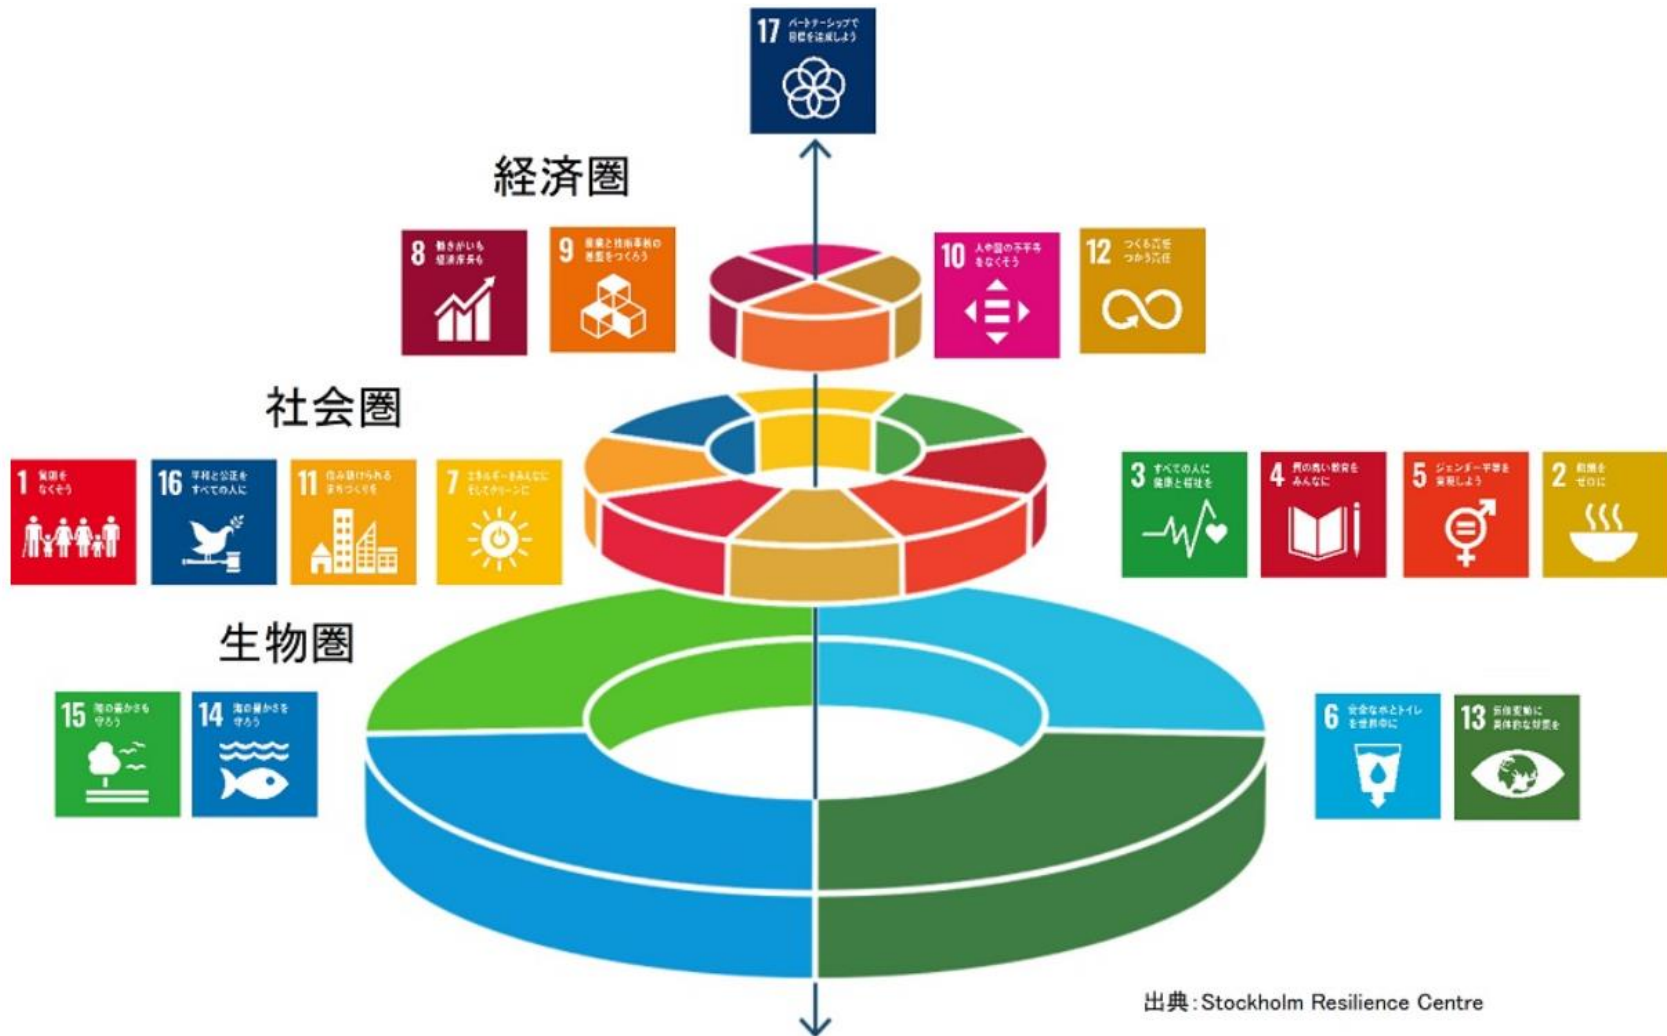 17 パートナーシップで
目標を達成しよう
経済圏
8 働きがいも
経済成長も
9 産業と技術革新の
基盤をつくろう
10 人や国の不平等
をなくそう
12 つくる責任
つかう責任
社会圏
1 貧困を
なくそう
16 平和と公正を
すべての人に
11 住み続けられる
まちづくりを
7 エネルギーをみんなに
そしてクリーンに
3 すべての人に
健康と福祉を
4 質の高い教育を
みんなに
5 ジェンダー平等を
実現しよう
2 飢餓を
ゼロに
生物圏
15 陸の豊かさも
守ろう
14 海の豊かさを
守ろう
6 安全な水とトイレ
を世界中に
13 気候変動に
具体的な対策を
出典:Stockholm Resilience Centre